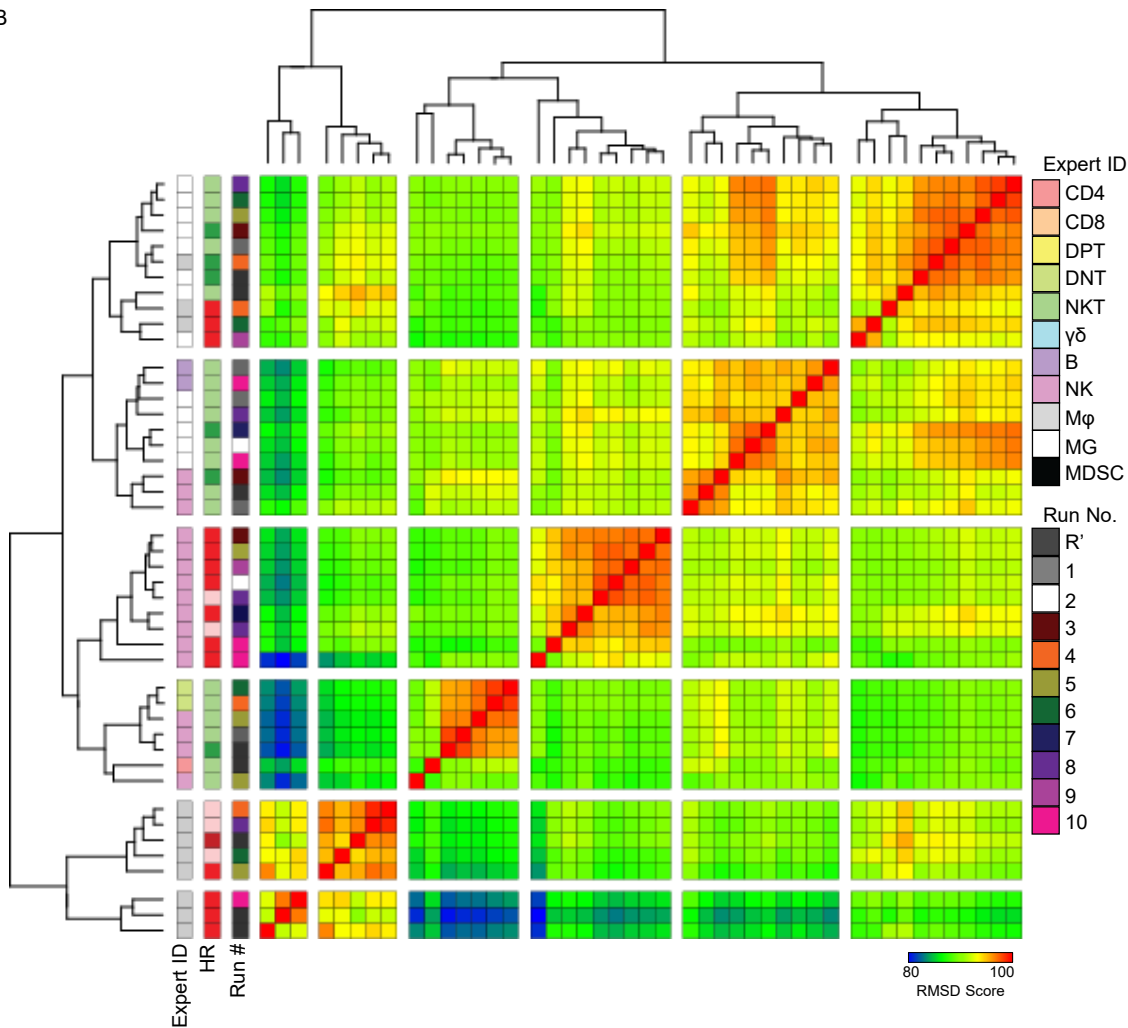 B
Expert ID
CD4
CD8
DPT
DNT
NKT
γδ
B
NK
Mφ
MG
MDSC
Run No.
R’
1
2
3
4
5
6
7
8
9
10
Expert ID
HR
Run #
80
100
RMSD Score